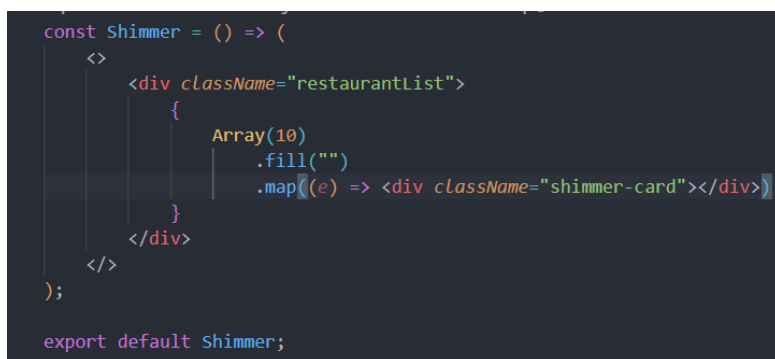 const Shimmer = () => (
<>
<div className="restaurantList">
{
Array(10)
.fill("")
.map((e) => <div className="shimmer-card"></div>)
}
</div>
</>
);
export default Shimmer;